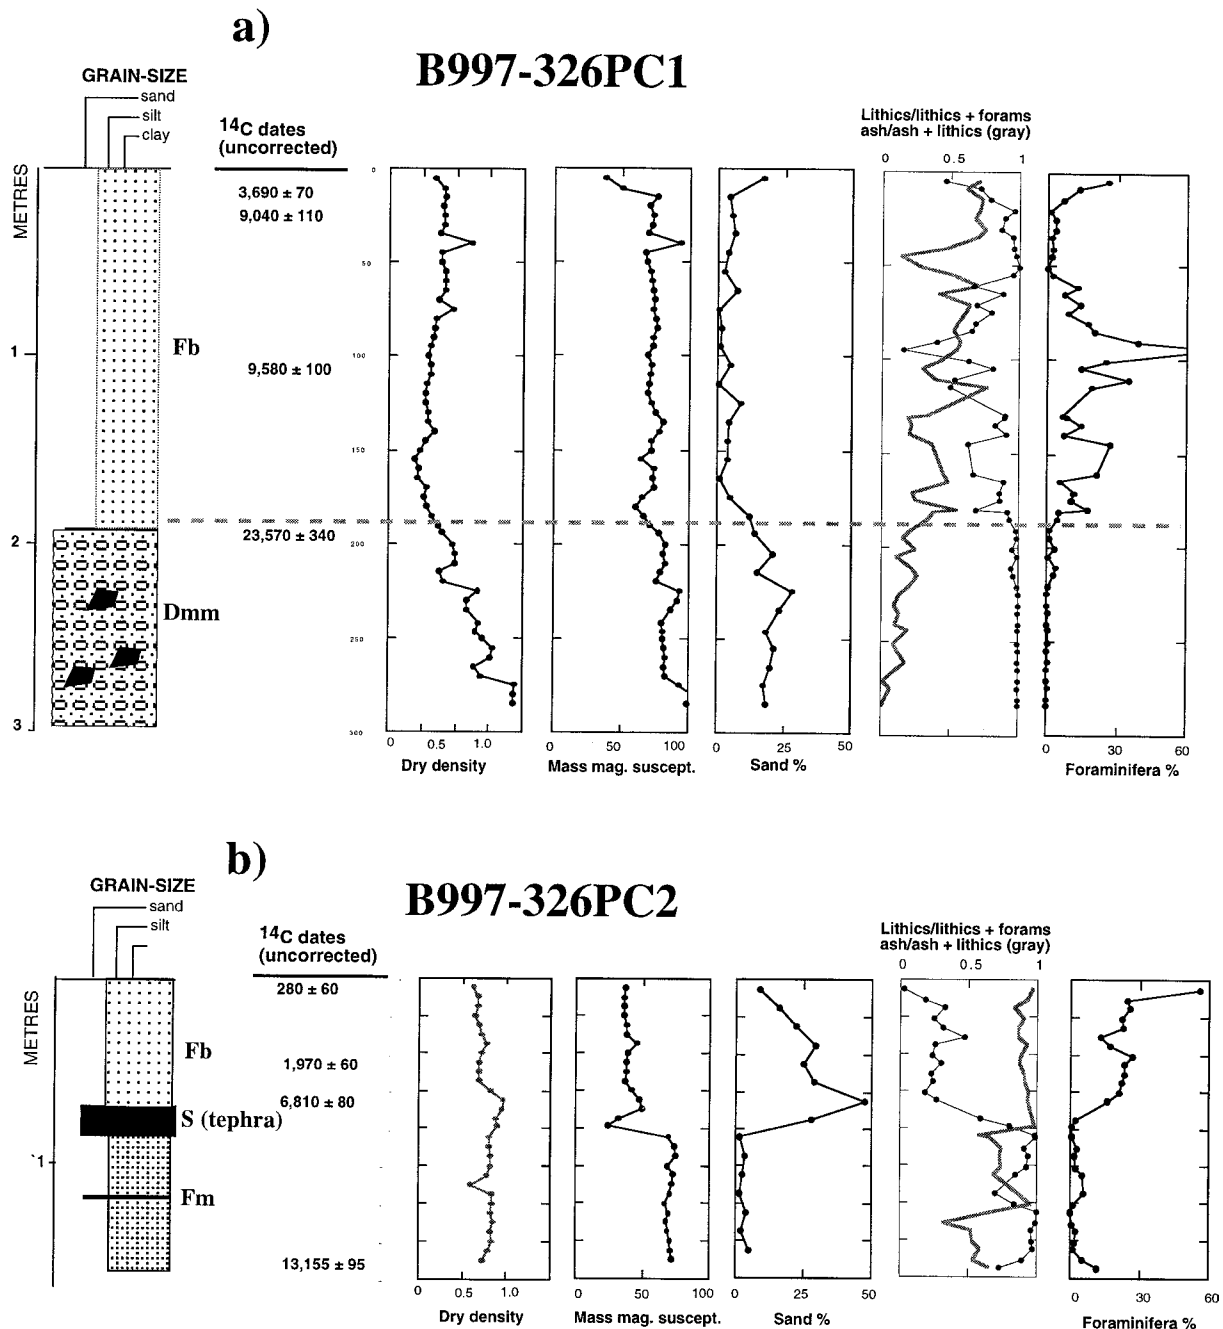 a)
B997-326PC1
GRAIN-SIZE
sand
silt
clay
14C dates
(uncorrected)
Lithics/lithics + forams
ash/ash + lithics (gray)
0 0.5 1
METRES
3,690 ± 70
9,040 ± 110
9,580 ± 100
23,570 ± 340
1
2
3
Fb
Dmm
0
50
100
150
200
250
300
0 0.5 1.0
Dry density
0 50 100
Mass mag. suscept.
0 25 50
Sand %
0 20 40 60
Foraminifera %
b)
B997-326PC2
GRAIN-SIZE
sand
silt
14C dates
(uncorrected)
Lithics/lithics + forams
ash/ash + lithics (gray)
0 0.5 1
METRES
280 ± 60
1,970 ± 60
6,810 ± 80
13,155 ± 95
1
Fb
S (tephra)
Fm
0 0.5 1.0 1.5
Dry density
0 50 100
Mass mag. suscept.
0 25 50
Sand %
0 30 60
Foraminifera %